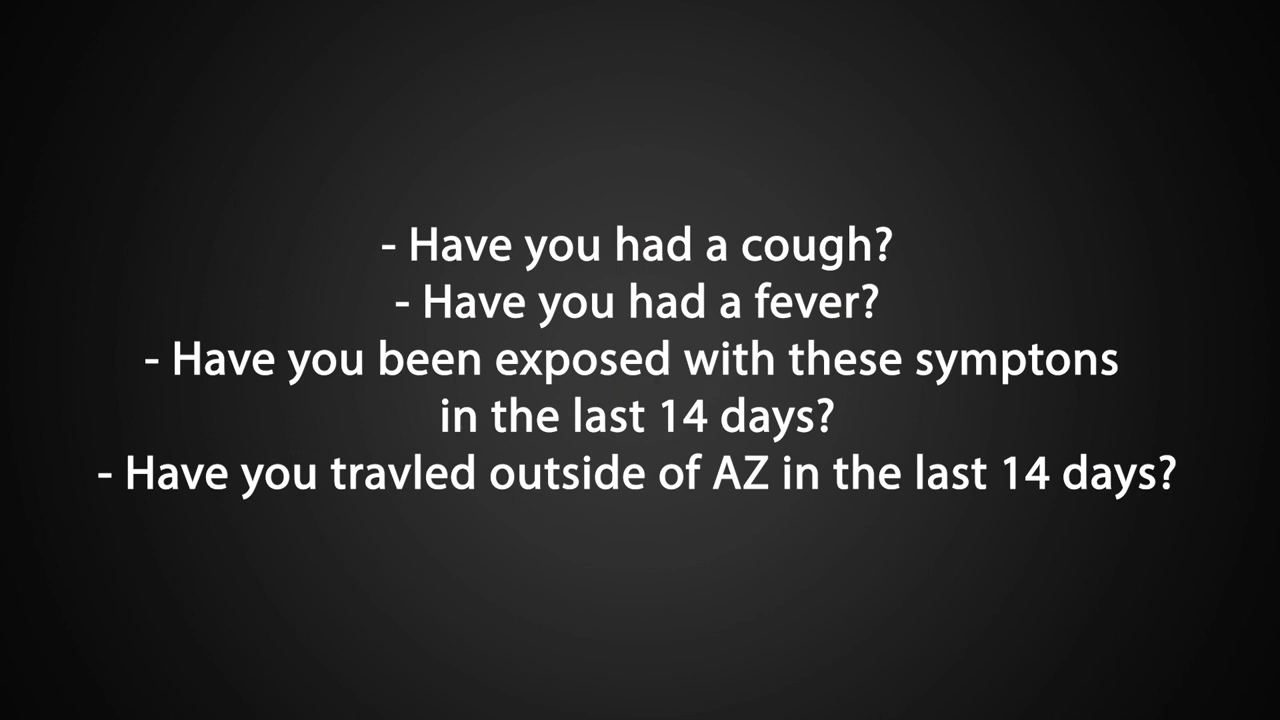 - Have you had a cough?
- Have you had a fever?
- Have you been exposed with these symptons
in the last 14 days?
- Have you travled outside of AZ in the last 14 days?